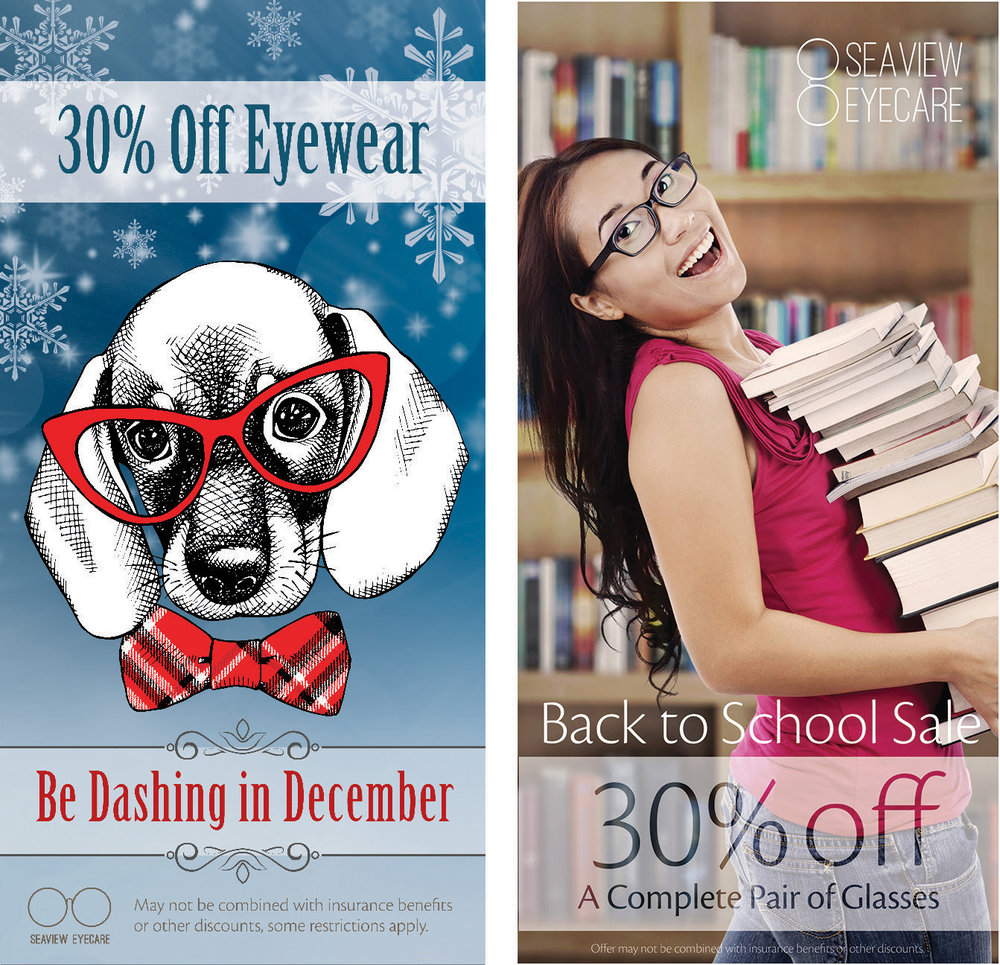 30% Off Eyewear
Be Dashing in December
SEAVIEW EYECARE
May not be combined with insurance benefits
or other discounts, some restrictions apply.
SEAVIEW
EYECARE
Back to School Sale
30% off
A Complete Pair of Glasses
Offer may not be combined with insurance benefits or other discounts.